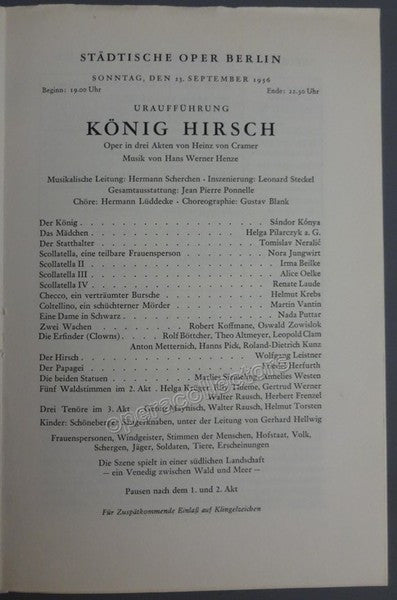 STÄDTISCHE OPER BERLIN
SONNTAG, DEN 23. SEPTEMBER 1956
Beginn: 19.00 Uhr Ende: 22.30 Uhr
URAUFFÜHRUNG
KÖNIG HIRSCH
Oper in drei Akten von Heinz von Cramer
Musik von Hans Werner Henze
Musikalische Leitung: Hermann Scherchen - Inszenierung: Leonard Steckel
Gesamtausstattung: Jean Pierre Ponnelle
Chöre: Hermann Lüddecke - Choreographie: Gustav Blank
Der König . . . Sándor Kónya
Das Mädchen . . . Helga Pilarczyk a. G.
Der Statthalter . . . Tomislav Neralić
Scollatella, eine teilbare Frauensperson . . . Nora Jungwirt
Scollatella II . . . Irma Beilke
Scollatella III . . . Alice Oelke
Scollatella IV . . . Renate Laude
Checco, ein verträumter Bursche . . . Helmut Krebs
Coltellino, ein schüchterner Mörder . . . Martin Vantin
Eine Dame in Schwarz . . . Nada Puttar
Zwei Wachen . . . Robert Koffmane, Oswald Zowislok
Die Erfinder (Clowns) . . . Rolf Böttcher, Theo Altmeyer, Leopold Clam
Anton Metternich, Hanns Pick, Roland-Dietrich Kunz
Der Hirsch . . . Wolfgang Leistner
Der Papagei . . . Herfurth
Die beiden Statuen . . . Annelies Westen
Fünf Waldstimmen im 2. Akt . Helga Krüger, Tideme, Gertrud Werner
Walter Rausch, Herbert Frenzel
Drei Tenöre im 3. Akt . Georg Maynisch, Walter Rausch, Helmut Torsten
Kinder: Schöneberger Sängerknaben, unter der Leitung von Gerhard Hellwig
Frauenspersonen, Windgeister, Stimmen der Menschen, Hofstaat, Volk,
Schergen, Jäger, Soldaten, Tiere, Erscheinungen
Die Szene spielt in einer südlichen Landschaft
— ein Venedig zwischen Wald und Meer —
Pausen nach dem 1. und 2. Akt
Für Zuspätkommende Einlaß auf Klingelzeichen